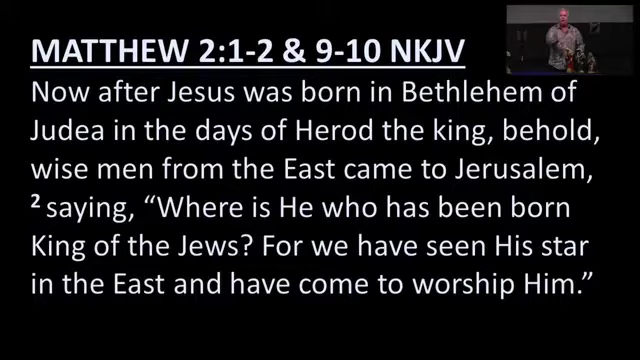 MATTHEW 2:1-2 & 9-10 NKJV
Now after Jesus was born in Bethlehem of
Judea in the days of Herod the king, behold,
wise men from the East came to Jerusalem,
2 saying, “Where is He who has been born
King of the Jews? For we have seen His star
in the East and have come to worship Him.”